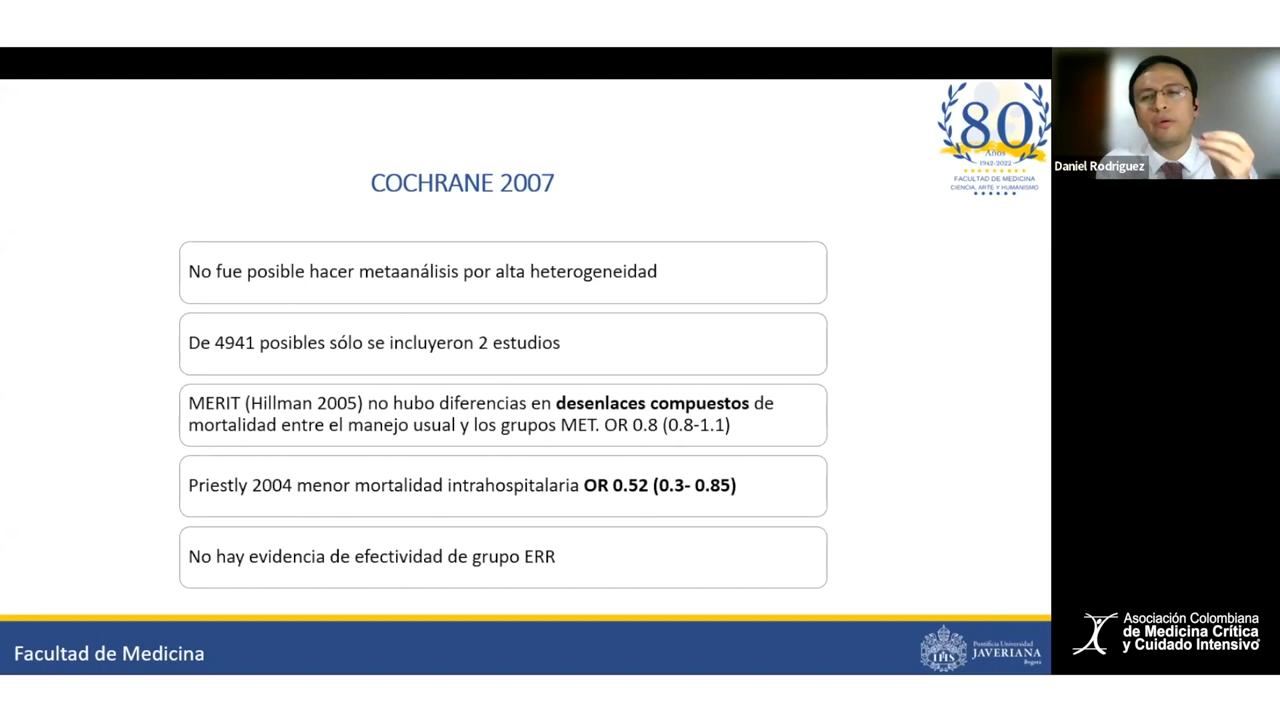 80
Años
1942-2022
FACULTAD DE MEDICINA
CIENCIA, ARTE Y HUMANISMO
Daniel Rodriguez
COCHRANE 2007
No fue posible hacer metaanálisis por alta heterogeneidad
De 4941 posibles sólo se incluyeron 2 estudios
MERIT (Hillman 2005) no hubo diferencias en desenlaces compuestos de
mortalidad entre el manejo usual y los grupos MET. OR 0.8 (0.8-1.1)
Priestly 2004 menor mortalidad intrahospitalaria OR 0.52 (0.3- 0.85)
No hay evidencia de efectividad de grupo ERR
Facultad de Medicina
IHS
Pontificia Universidad
JAVERIANA
Bogotá
Asociación Colombiana
de Medicina Crítica
y Cuidado Intensivo